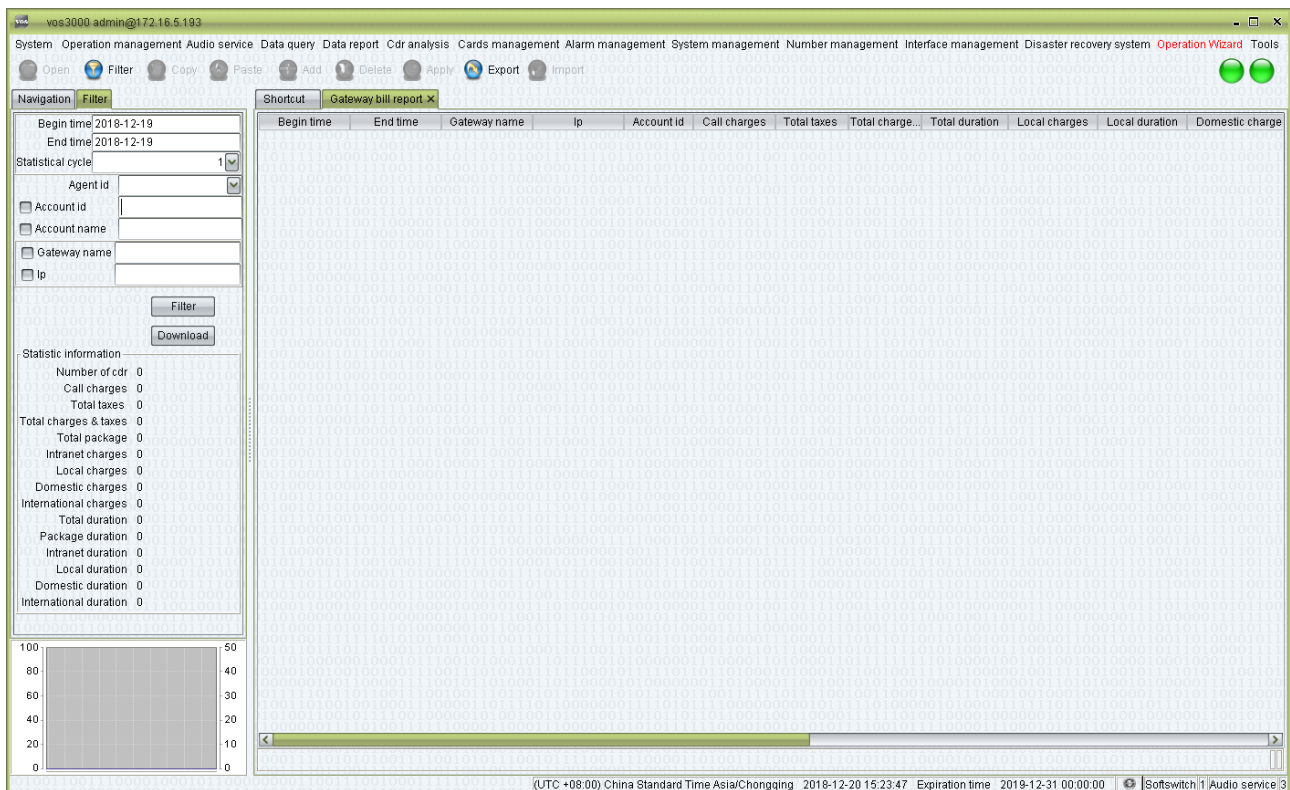 vos vos3000 admin@172.16.5.193
System Operation management Audio service Data query Data report Cdr analysis Cards management Alarm management System management Number management Interface management Disaster recovery system Operation Wizard Tools
Open Filter Copy Paste Add Delete Apply Export Import
Navigation Filter Shortcut Gateway bill report
Begin time 2018-12-19
End time 2018-12-19
Statistical cycle 1
Agent id
Account id
Account name
Gateway name
Ip
Filter
Download
Begin time End time Gateway name Ip Account id Call charges Total taxes Total charge... Total duration Local charges Local duration Domestic charge
Statistic information
Number of cdr 0
Call charges 0
Total taxes 0
Total charges & taxes 0
Total package 0
Intranet charges 0
Local charges 0
Domestic charges 0
International charges 0
Total duration 0
Package duration 0
Intranet duration 0
Local duration 0
Domestic duration 0
International duration 0
100 50
80 40
60 30
40 20
20 10
0 0
(UTC +08:00) China Standard Time Asia/Chongqing 2018-12-20 15:23:47 Expiration time 2019-12-31 00:00:00 Softswitch 1 Audio service 3